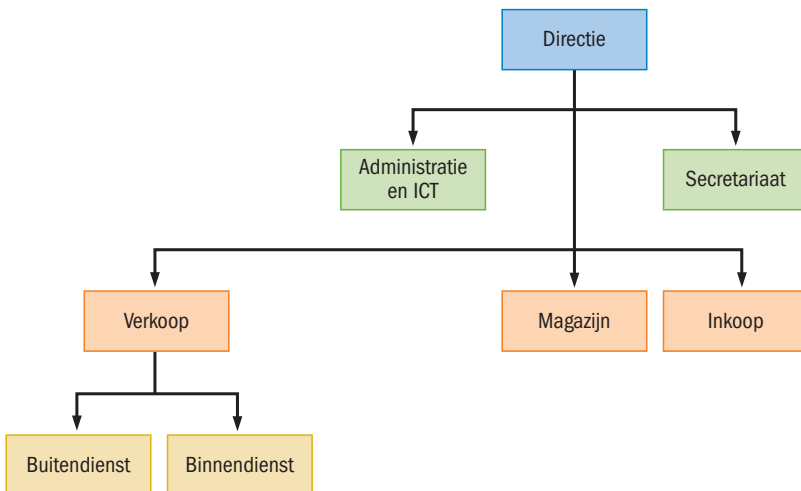 Directie
Administratie
en ICT
Secretariaat
Verkoop
Magazijn
Inkoop
Buitendienst
Binnendienst